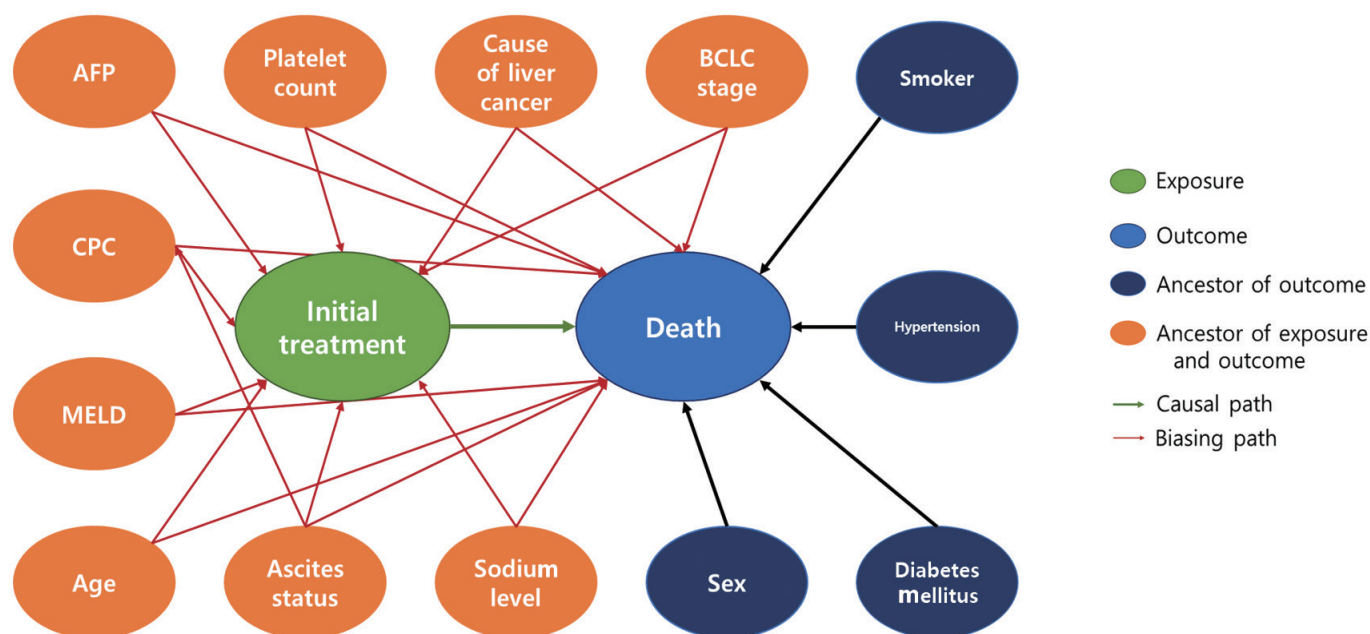 AFP
Platelet
count
Cause
of liver
cancer
BCLC
stage
Smoker
CPC
Initial
treatment
Death
Hypertension
MELD
Age
Ascites
status
Sodium
level
Sex
Diabetes
mellitus
Exposure
Outcome
Ancestor of outcome
Ancestor of exposure
and outcome
Causal path
Biasing path